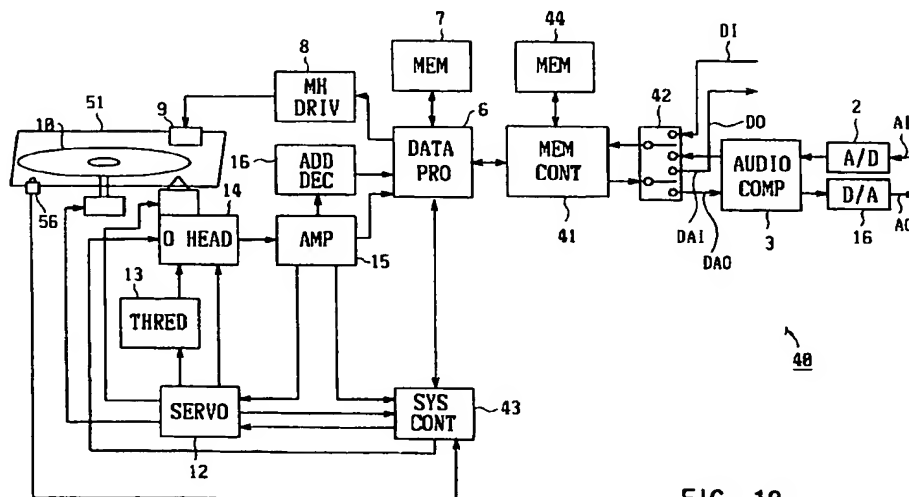 7
44
8
MEM
MEM
DI
9
MH
DRIV
6
42
51
10
DO
2
AI
16
ADD
DEC
DATA
PRO
MEM
CONT
AUDIO
COMP
A/D
D/A
14
56
O HEAD
AMP
15
41
DAI
DAO
3
16
AO
13
THRED
40
SERVO
SYS
CONT
43
12
FIG. 10